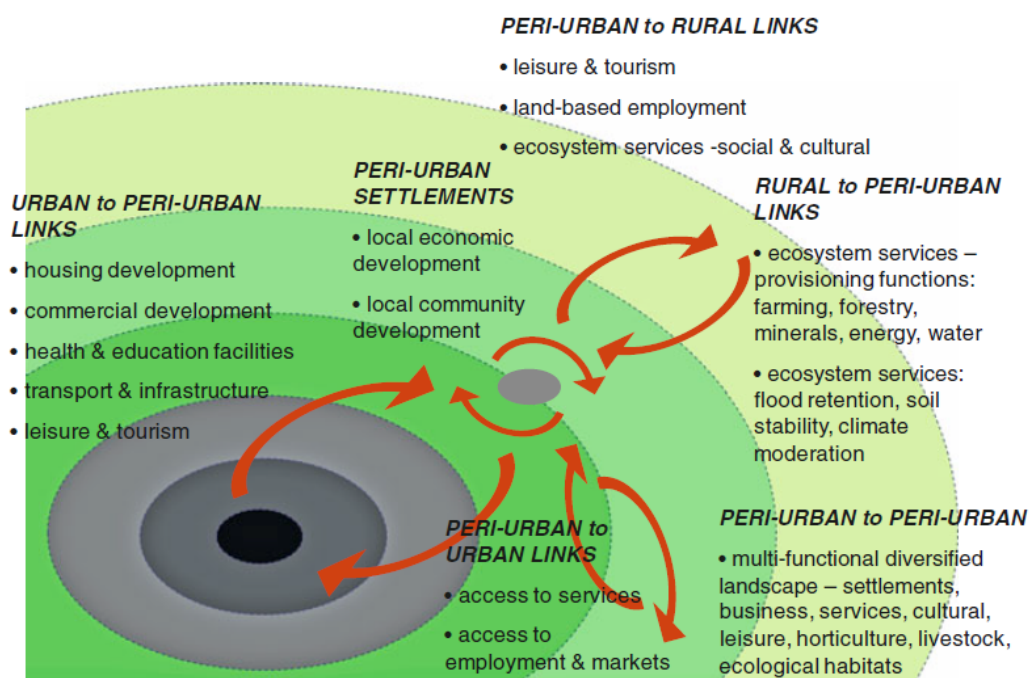 PERI-URBAN to RURAL LINKS
• leisure & tourism
• land-based employment
• ecosystem services -social & cultural
PERI-URBAN
SETTLEMENTS
• local economic
development
• local community
development
URBAN to PERI-URBAN
LINKS
• housing development
• commercial development
• health & education facilities
• transport & infrastructure
• leisure & tourism
RURAL to PERI-URBAN
LINKS
• ecosystem services –
provisioning functions:
farming, forestry,
minerals, energy, water
• ecosystem services:
flood retention, soil
stability, climate
moderation
PERI-URBAN to
URBAN LINKS
• access to services
• access to
employment & markets
PERI-URBAN to PERI-URBAN
• multi-functional diversified
landscape – settlements,
business, services, cultural,
leisure, horticulture, livestock,
ecological habitats